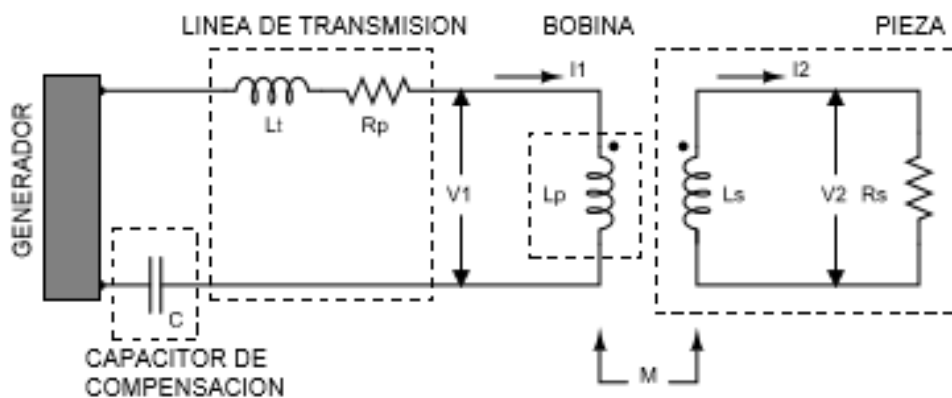 LINEA DE TRANSMISION
BOBINA
PIEZA
I1
I2
GENERADOR
Lt
Rp
V1
Lp
Ls
V2
Rs
C
CAPACITOR DE
COMPENSACION
M